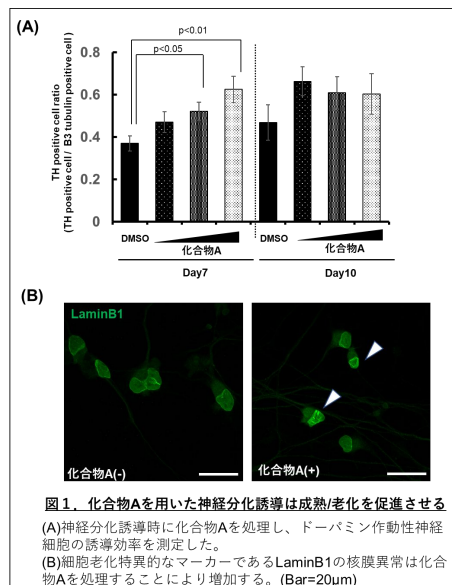 (A)
TH positive cell ratio
(TH positive cell / B3 tubulin positive cell)
0.8
0.6
0.4
0.2
0
p<0.01
p<0.05
DMSO
化合物A
DMSO
化合物A
Day7
Day10
(B)
LaminB1
化合物A(-)
化合物A(+)
図１．化合物Aを用いた神経分化誘導は成熟/老化を促進させる
(A)神経分化誘導時に化合物Aを処理し、ドーパミン作動性神経
細胞の誘導効率を測定した。
(B)細胞老化特異的なマーカーであるLaminB1の核膜異常は化合
物Aを処理することにより増加する。(Bar=20μm)